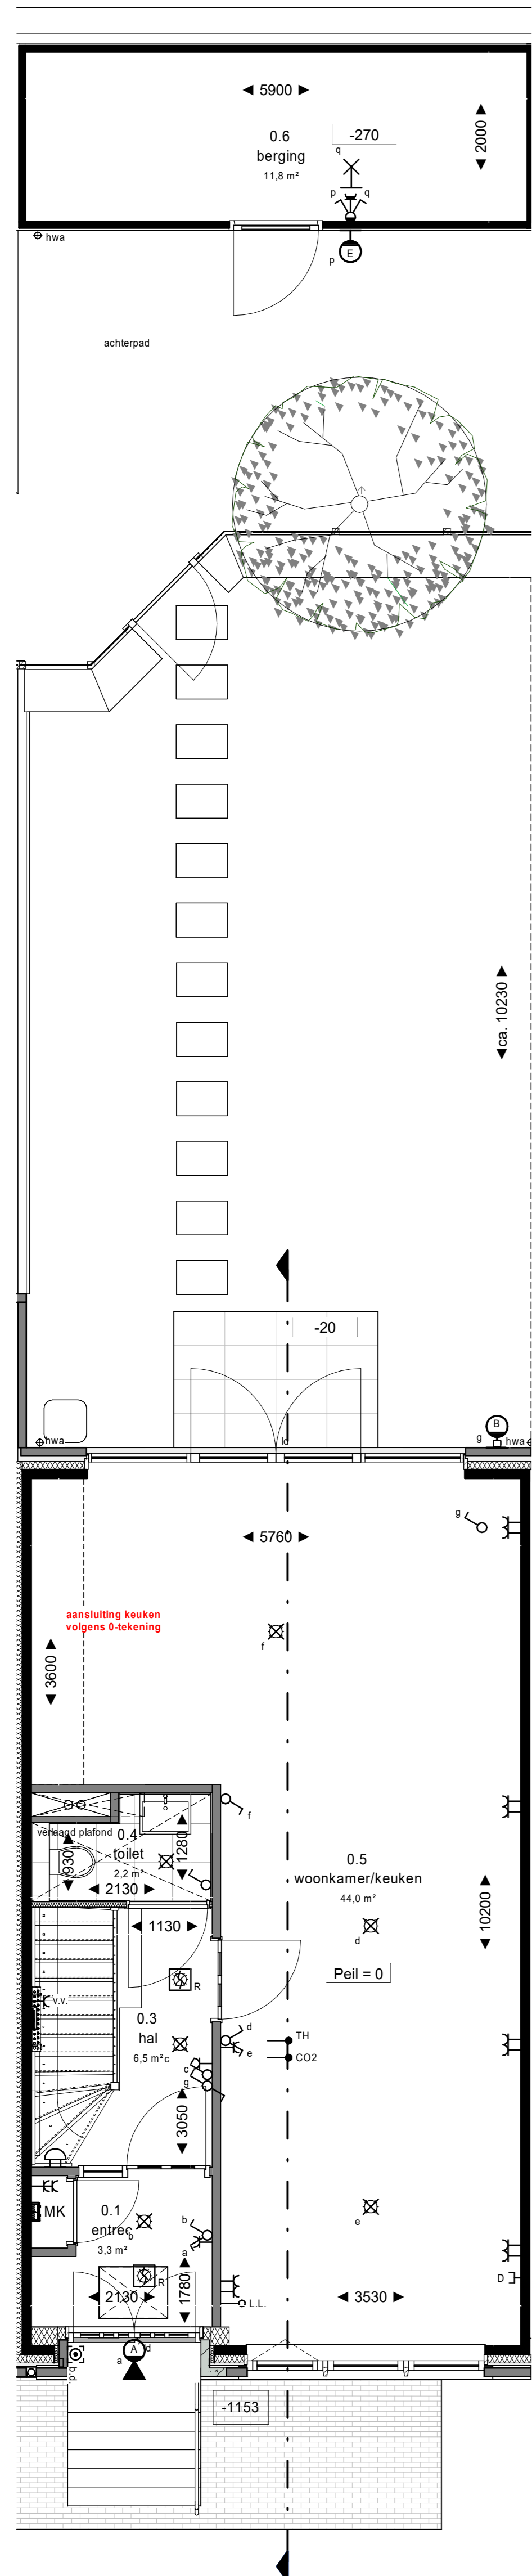 5900
2000
0.6
berging
11,8 m²
-270
q
p
q
hwa
E
p
achterpad
ca. 10230
-20
B
g
hwa
ld
hwa
g
5760
aansluiting keuken
volgens 0-tekening
f
3600
f
verlaagd plafond
0.4
toilet
2,2 m²
930
1280
2130
0.5
woonkamer/keuken
44,0 m²
10200
1130
d
R
Peil = 0
v.v.
0.3
hal
6,5 m²
c
d
e
TH
CO2
c
g
3050
MK
0.1
entree
3,3 m²
b
b
a
e
R
1780
2130
L.L.
3530
D
A
a
d
p.q
-1153